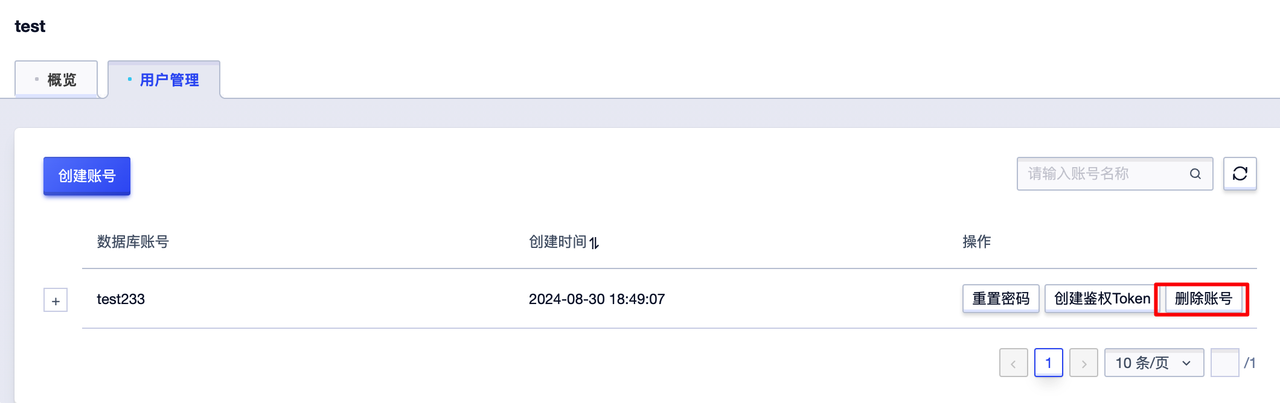 test
概览 用户管理
创建账号 请输入账号名称
数据库账号 创建时间 操作
+ test233 2024-08-30 18:49:07 重置密码 创建鉴权Token 删除账号
< 1 > 10 条/页 /1